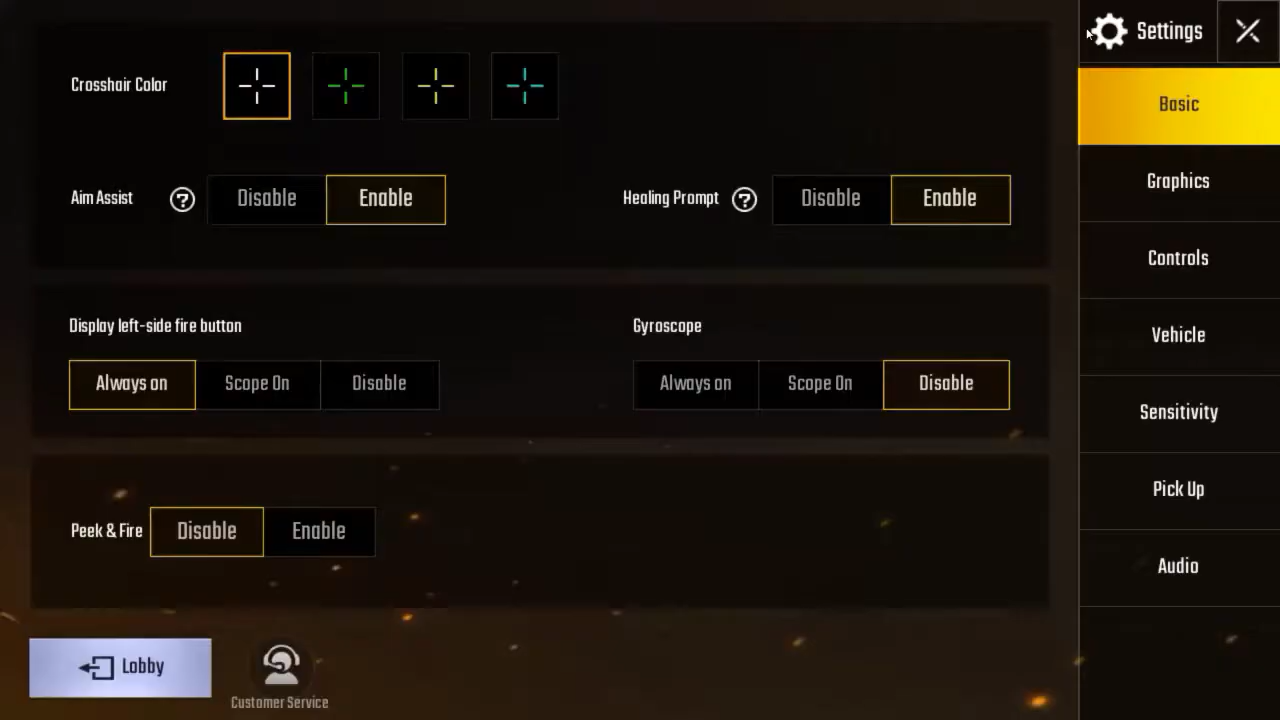 Settings
Crosshair Color
Basic
Graphics
Aim Assist ? Disable Enable Healing Prompt ? Disable Enable
Controls
Display left-side fire button Gyroscope
Vehicle
Always on Scope On Disable Always on Scope On Disable
Sensitivity
Pick Up
Peek & Fire Disable Enable
Audio
Lobby
Customer Service